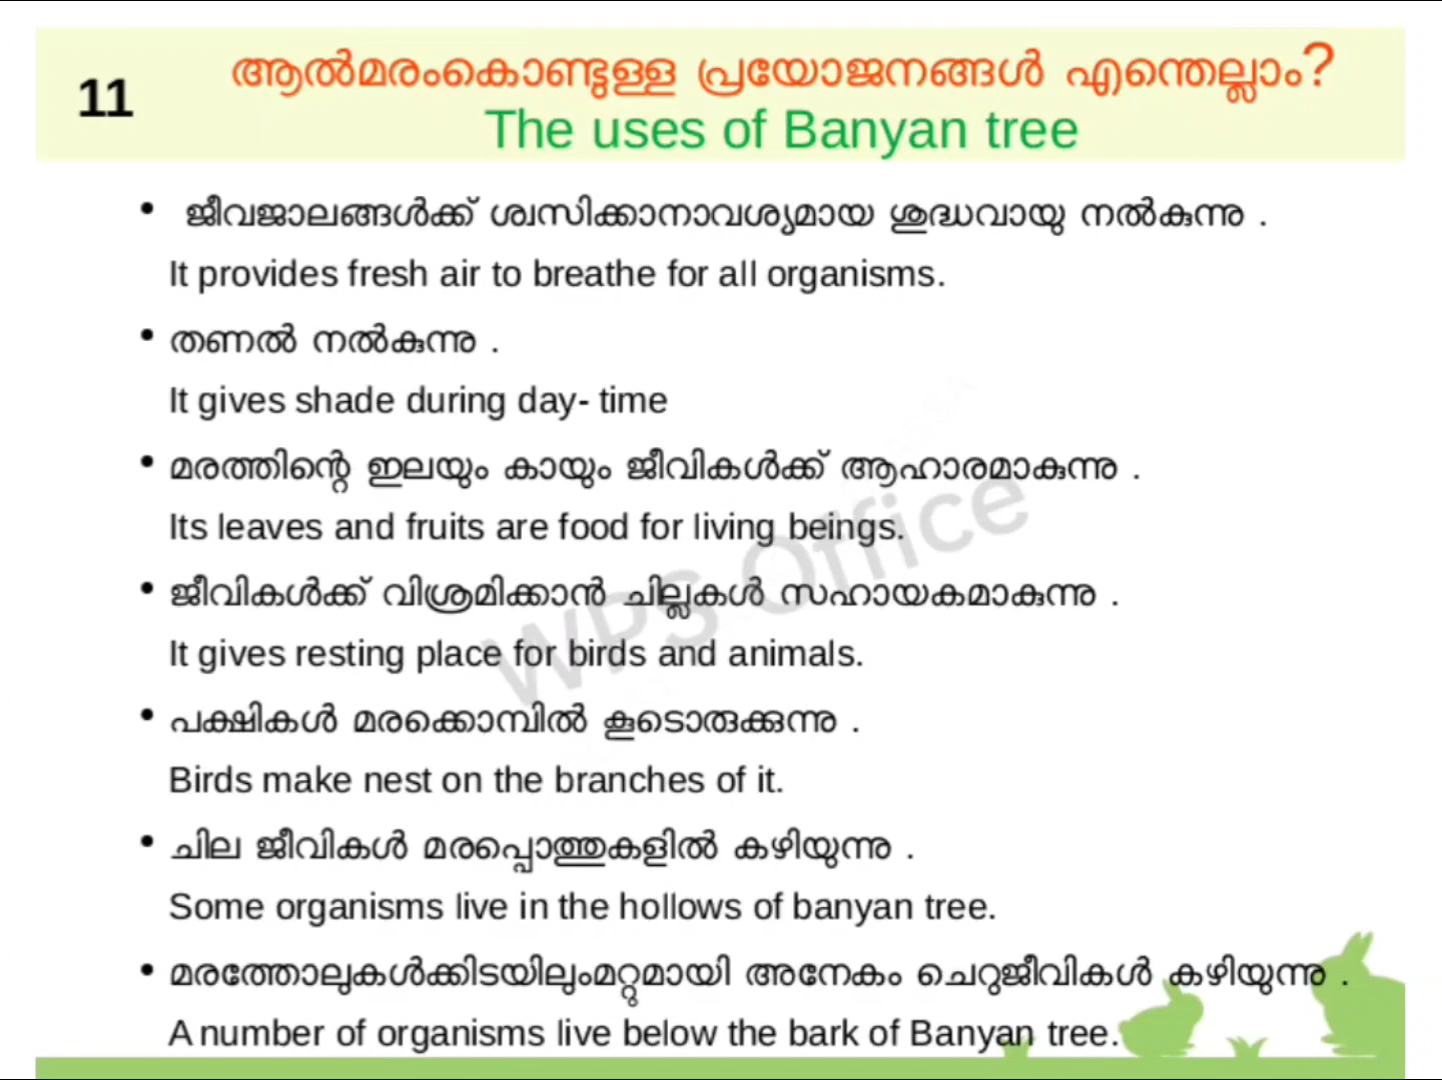 11
ആൽമരംകൊണ്ടുള്ള പ്രയോജനങ്ങൾ എന്തെല്ലാം?
The uses of Banyan tree
• ജീവജാലങ്ങൾക്ക് ശ്വസിക്കാനാവശ്യമായ ശുദ്ധവായു നൽകുന്നു .
It provides fresh air to breathe for all organisms.
• തണൽ നൽകുന്നു .
It gives shade during day- time
• മരത്തിന്റെ ഇലയും കായും ജീവികൾക്ക് ആഹാരമാകുന്നു .
Its leaves and fruits are food for living beings.
• ജീവികൾക്ക് വിശ്രമിക്കാൻ ചില്ലകൾ സഹായകമാകുന്നു .
It gives resting place for birds and animals.
• പക്ഷികൾ മരക്കൊമ്പിൽ കൂടൊരുക്കുന്നു .
Birds make nest on the branches of it.
• ചില ജീവികൾ മരപ്പൊത്തുകളിൽ കഴിയുന്നു .
Some organisms live in the hollows of banyan tree.
• മരത്തോലുകൾക്കിടയിലുംമറ്റുമായി അനേകം ചെറുജീവികൾ കഴിയുന്നു .
A number of organisms live below the bark of Banyan tree.
WPS Office